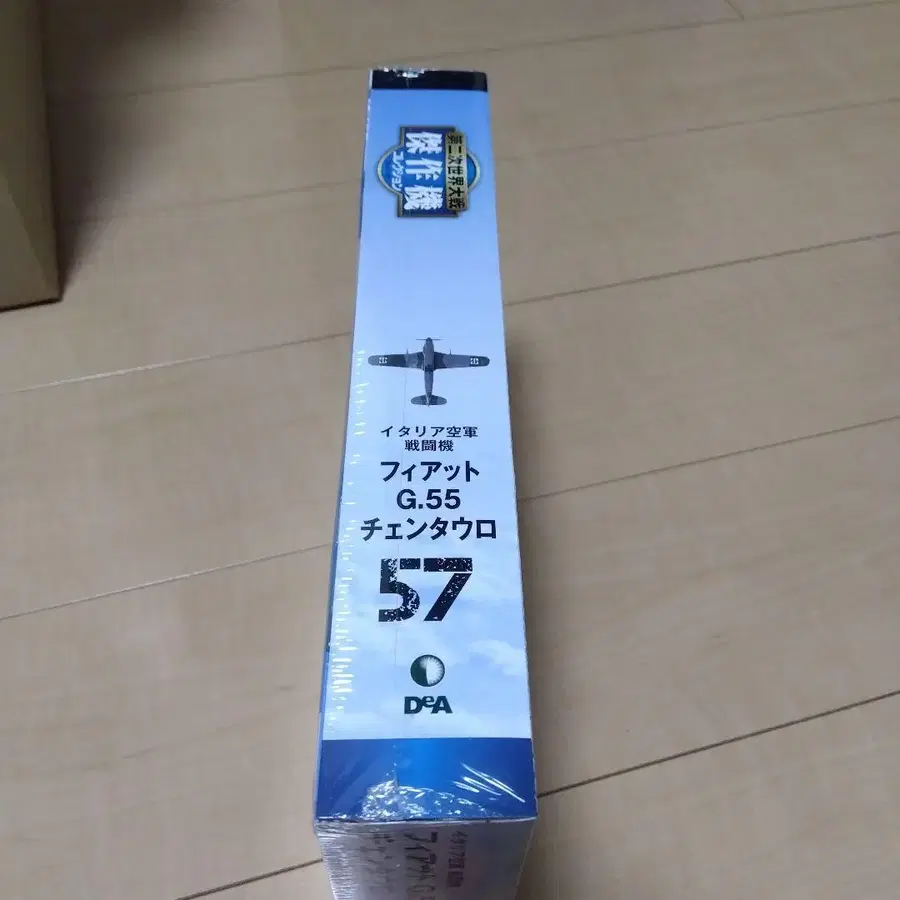 第二次世界大戦
傑作機
コレクション
イタリア空軍
戦闘機
フィアット
G.55
チェンタウロ
57
DeA